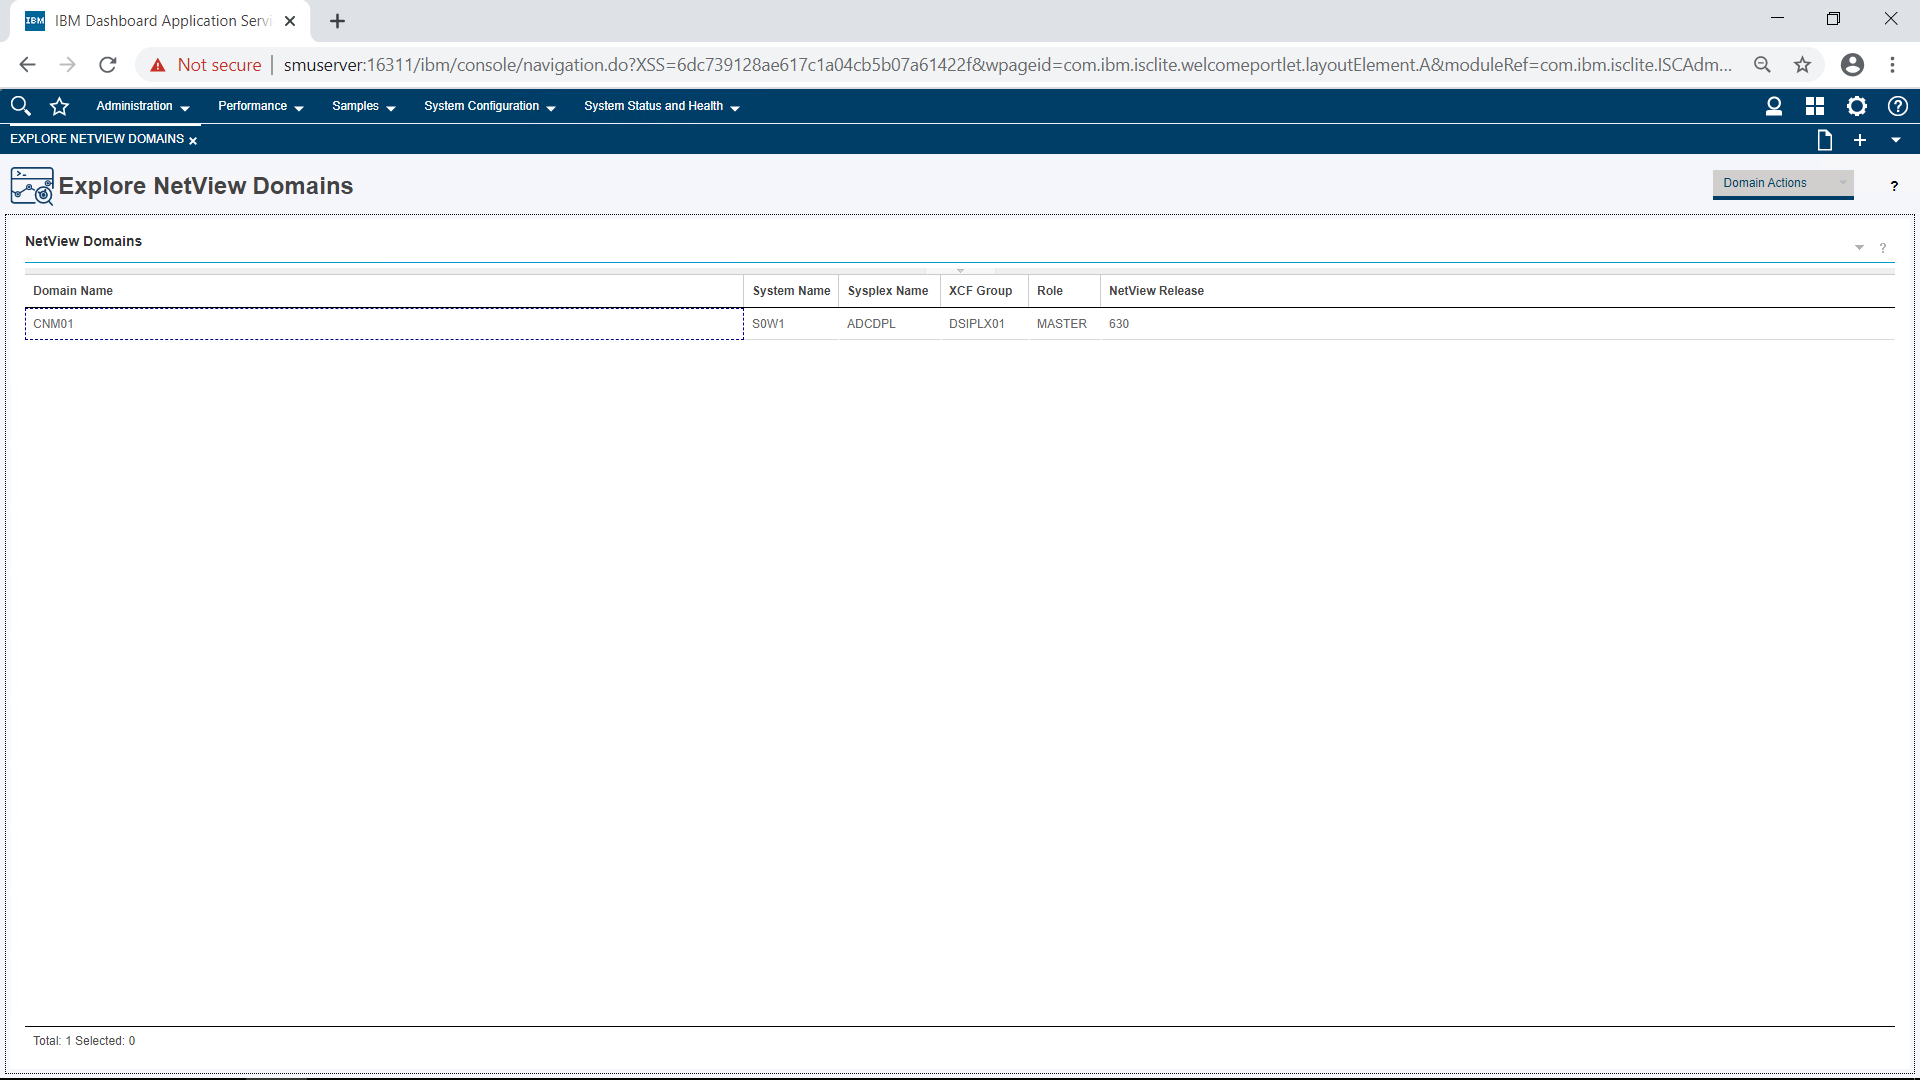 IBM IBM Dashboard Application Servi
Not secure smuserver:16311/ibm/console/navigation.do?XSS=6dc739128ae617c1a04cb5b07a61422f&wpageid=com.ibm.isclite.welcomeportlet.layoutElement.A&moduleRef=com.ibm.isclite.ISCAdm...
Administration Performance Samples System Configuration System Status and Health
EXPLORE NETVIEW DOMAINS
Explore NetView Domains Domain Actions ?
NetView Domains ?
Domain Name System Name Sysplex Name XCF Group Role NetView Release
CNM01 S0W1 ADCDPL DSIPLX01 MASTER 630
Total: 1 Selected: 0